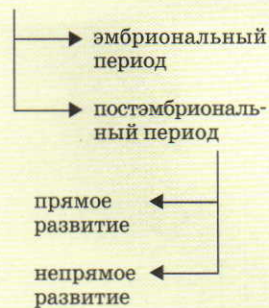 эмбриональный
период
постэмбриональ-
ный период
прямое
развитие
непрямое
развитие